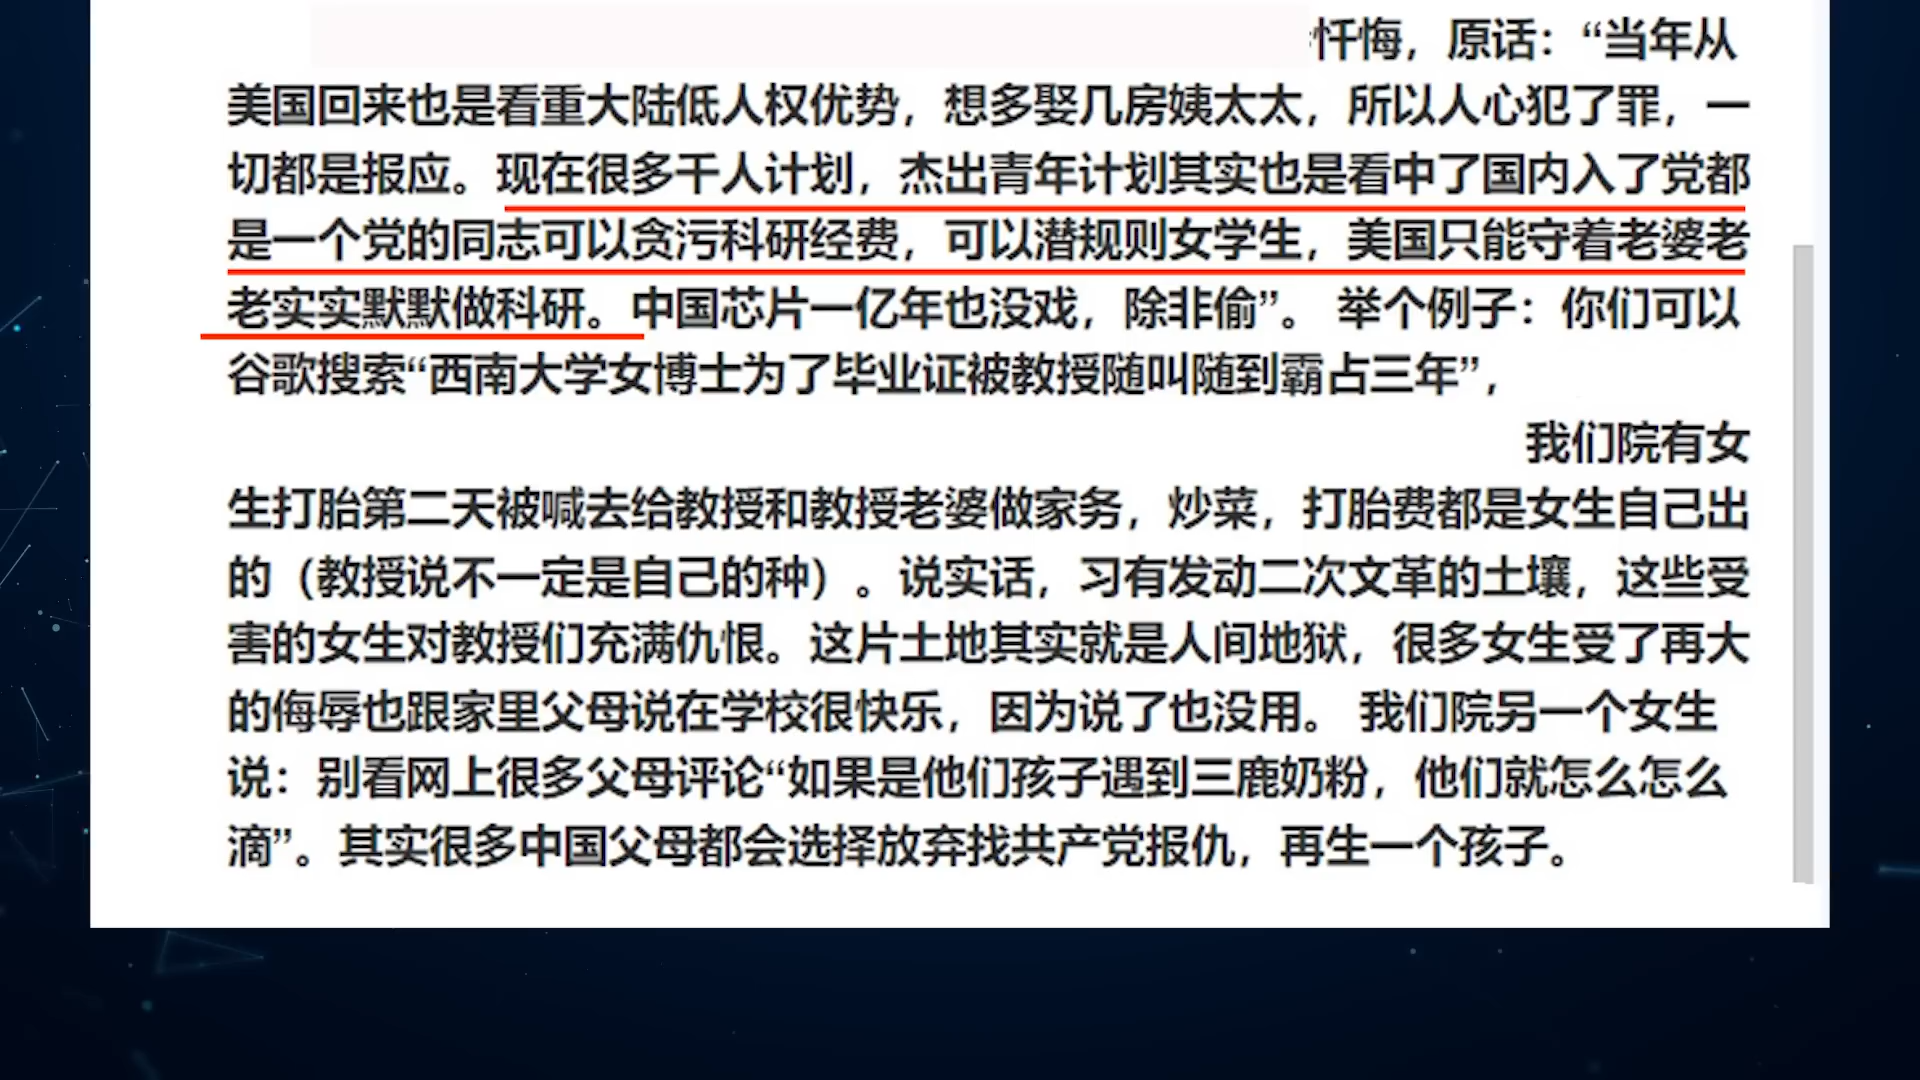 忏悔，原话：“当年从
美国回来也是看重大陆低人权优势，想多娶几房姨太太，所以人心犯了罪，一
切都是报应。现在很多千人计划，杰出青年计划其实也是看中了国内入了党都
是一个党的同志可以贪污科研经费，可以潜规则女学生，美国只能守着老婆老
老实实默默做科研。中国芯片一亿年也没戏，除非偷”。 举个例子：你们可以
谷歌搜索“西南大学女博士为了毕业证被教授随叫随到霸占三年”，
我们院有女
生打胎第二天被喊去给教授和教授老婆做家务，炒菜，打胎费都是女生自己出
的（教授说不一定是自己的种）。说实话，习有发动二次文革的土壤，这些受
害的女生对教授们充满仇恨。这片土地其实就是人间地狱，很多女生受了再大
的侮辱也跟家里父母说在学校很快乐，因为说了也没用。 我们院另一个女生
说：别看网上很多父母评论“如果是他们孩子遇到三鹿奶粉，他们就怎么怎么
滴”。其实很多中国父母都会选择放弃找共产党报仇，再生一个孩子。